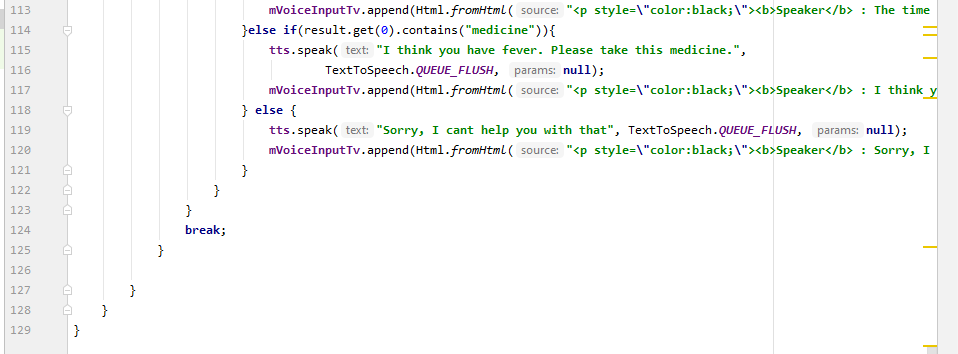 113 mVoiceInputTv.append(Html.fromHtml( source: "<p style=\"color:black;\"><b>Speaker</b> : The time
114 }else if(result.get(0).contains("medicine")){
115 tts.speak( text: "I think you have fever. Please take this medicine.",
116 TextToSpeech.QUEUE_FLUSH, params: null);
117 mVoiceInputTv.append(Html.fromHtml( source: "<p style=\"color:black;\"><b>Speaker</b> : I think y
118 } else {
119 tts.speak( text: "Sorry, I cant help you with that", TextToSpeech.QUEUE_FLUSH, params: null);
120 mVoiceInputTv.append(Html.fromHtml( source: "<p style=\"color:black;\"><b>Speaker</b> : Sorry, I
121 }
122 }
123 }
124 break;
125 }
126
127 }
128 }
129 }